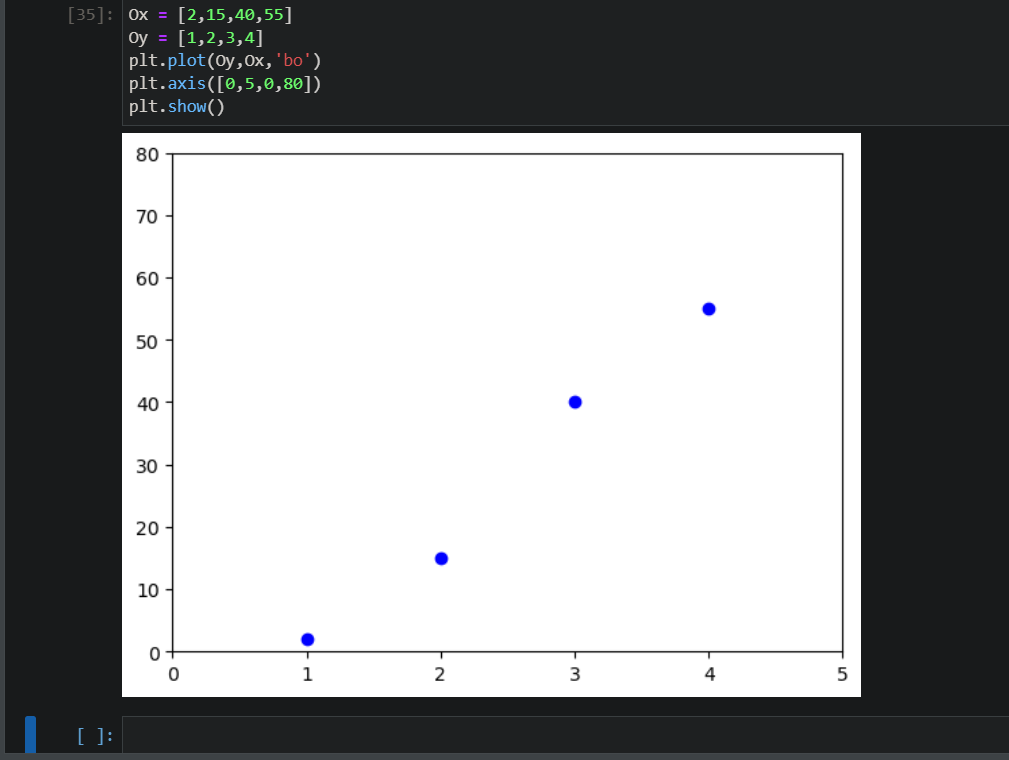 [35]: Ox = [2,15,40,55]
Oy = [1,2,3,4]
plt.plot(Oy,Ox,'bo')
plt.axis([0,5,0,80])
plt.show()
80
70
60
50
40
30
20
10
0
0 1 2 3 4 5
[ ]: